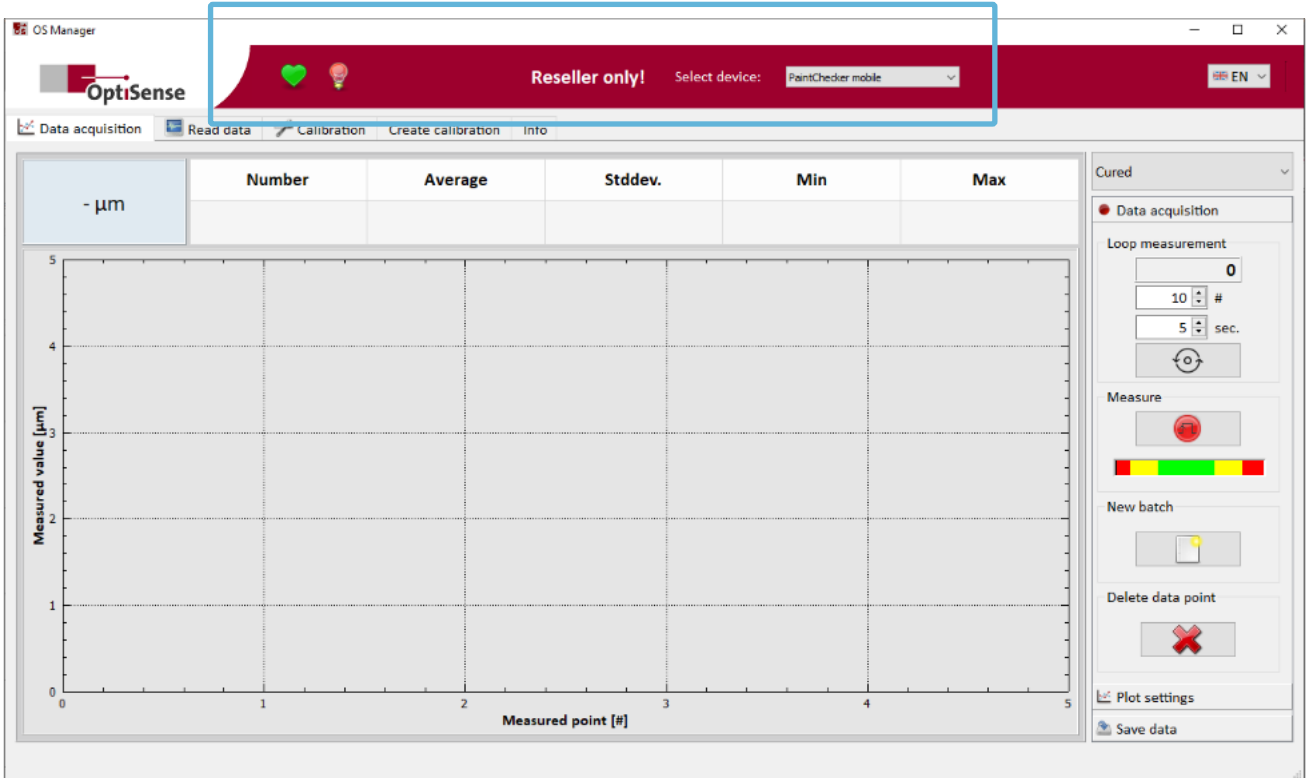 OS Manager
OptiSense
Reseller only! Select device: PaintChecker mobile
EN
Data acquisition Read data Calibration Create calibration Info
- µm
Number Average Stddev. Min Max
Cured
Data acquisition
Loop measurement
0
10 #
5 sec.
Measure
New batch
Delete data point
Plot settings
Save data
Measured value [µm]
5
4
3
2
1
0
0 1 2 3 4 5
Measured point [#]